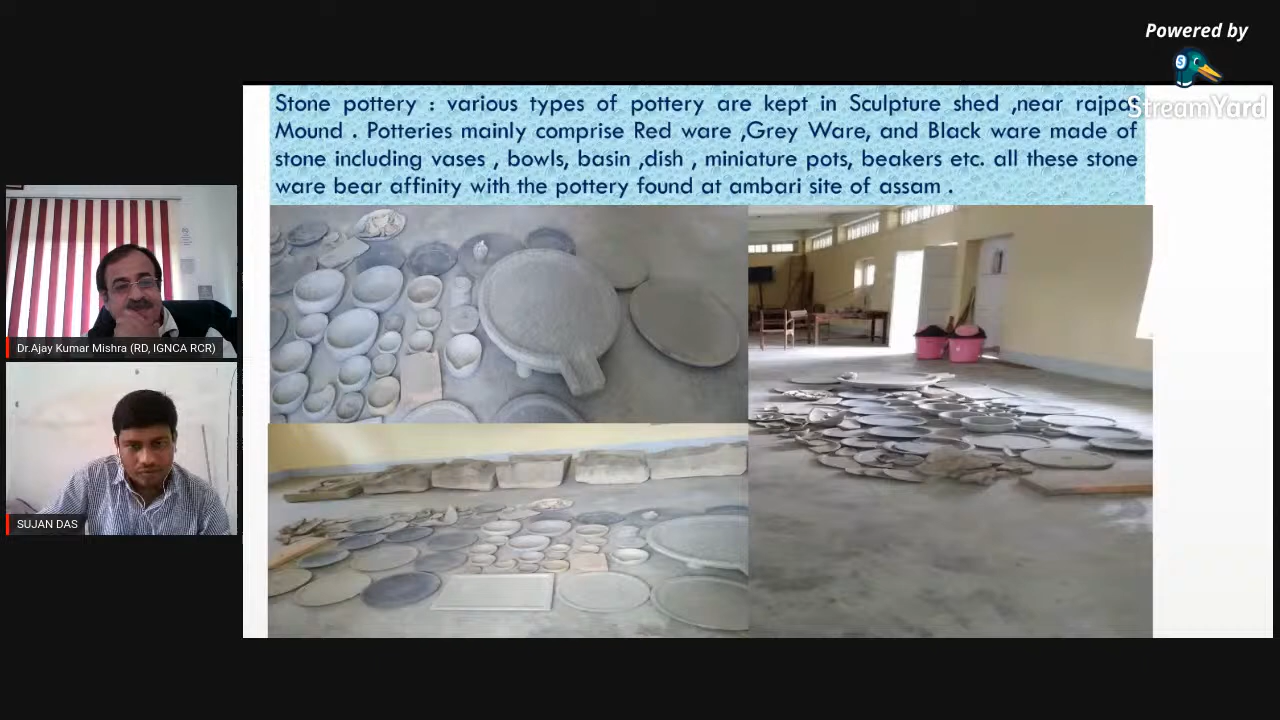 Powered by
StreamYard
Stone pottery : various types of pottery are kept in Sculpture shed ,near rajpat
Mound . Potteries mainly comprise Red ware ,Grey Ware, and Black ware made of
stone including vases , bowls, basin ,dish , miniature pots, beakers etc. all these stone
ware bear affinity with the pottery found at ambari site of assam .
Dr.Ajay Kumar Mishra (RD, IGNCA RCR)
SUJAN DAS